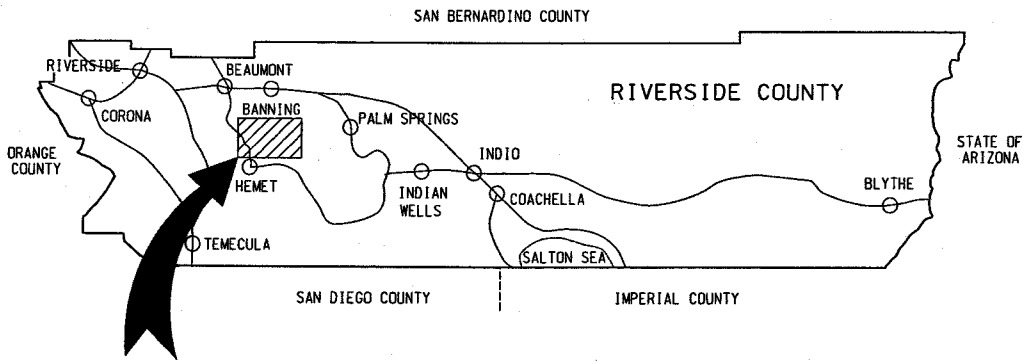 SAN BERNARDINO COUNTY
RIVERSIDE
BEAUMONT
RIVERSIDE COUNTY
CORONA
BANNING
PALM SPRINGS
ORANGE
COUNTY
STATE OF
ARIZONA
INDIO
HEMET
INDIAN
WELLS
COACHELLA
BLYTHE
TEMECULA
SALTON SEA
SAN DIEGO COUNTY
IMPERIAL COUNTY